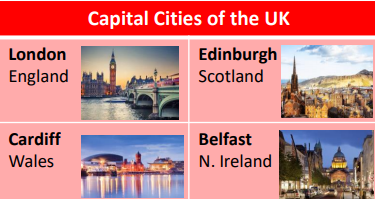 Capital Cities of the UK
London
England
Edinburgh
Scotland
Cardiff
Wales
Belfast
N. Ireland